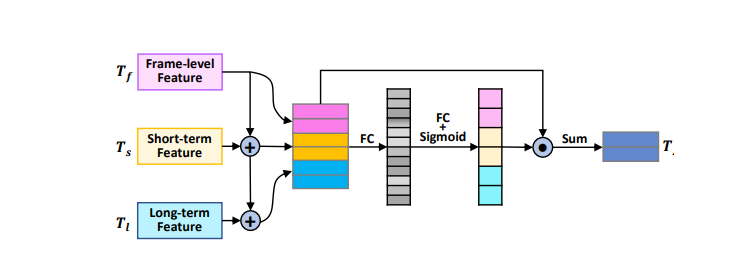 T_f
Frame-level
Feature
T_s
Short-term
Feature
T_l
Long-term
Feature
+
+
FC
FC
+
Sigmoid
Sum
T